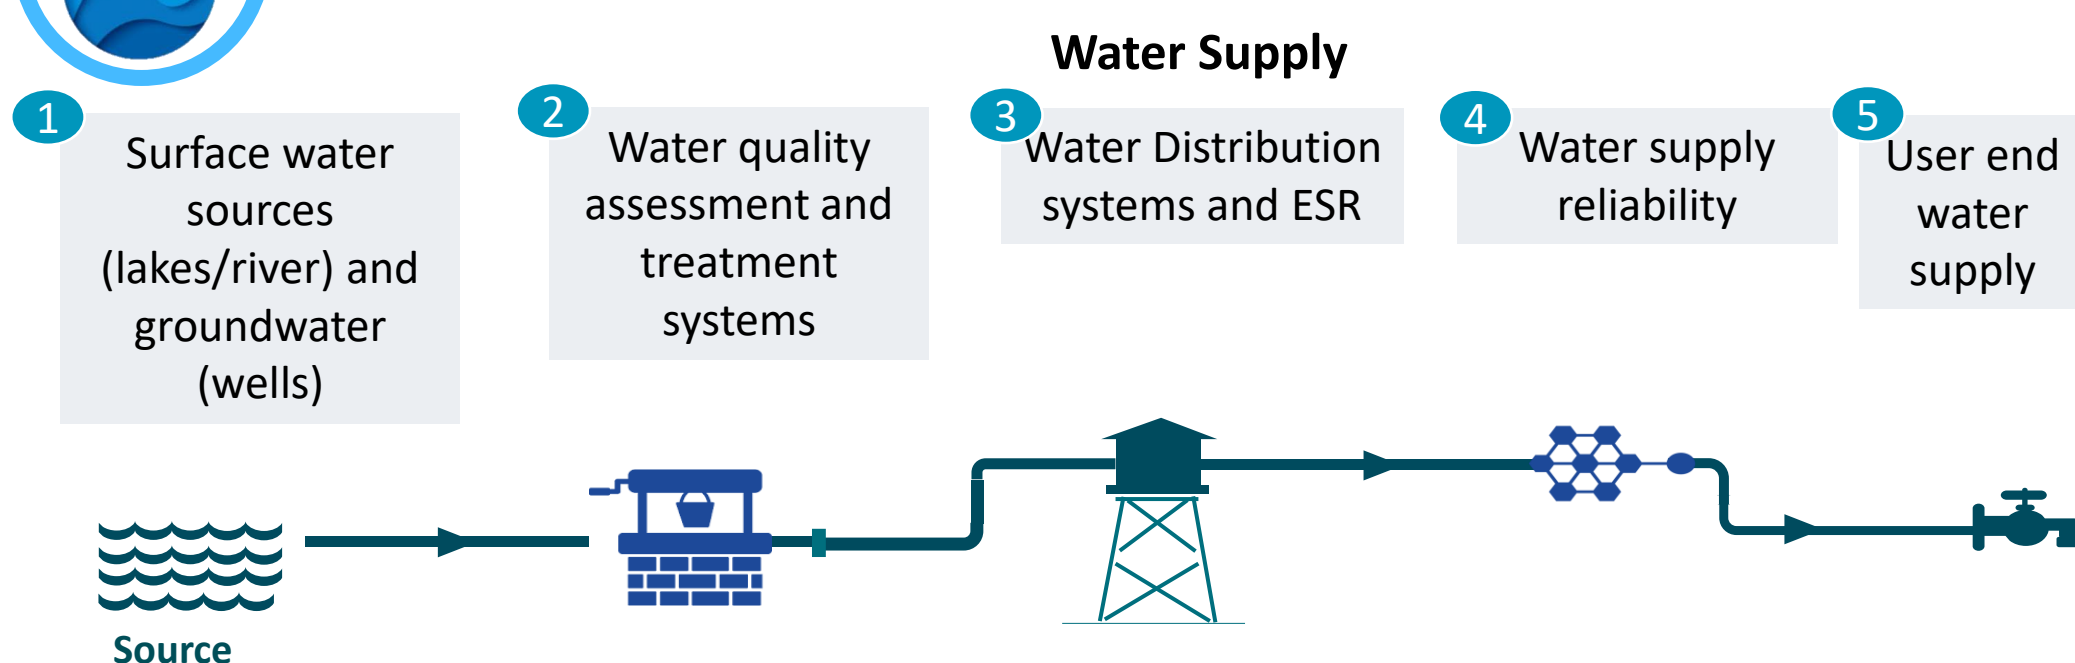 Water Supply
1
Surface water
sources
(lakes/river) and
groundwater
(wells)
2
Water quality
assessment and
treatment
systems
3
Water Distribution
systems and ESR
4
Water supply
reliability
5
User end
water
supply
Source